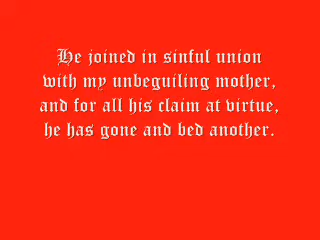 He joined in sinful union
with my unbeguiling mother,
and for all his claim at virtue,
he has gone and bed another.